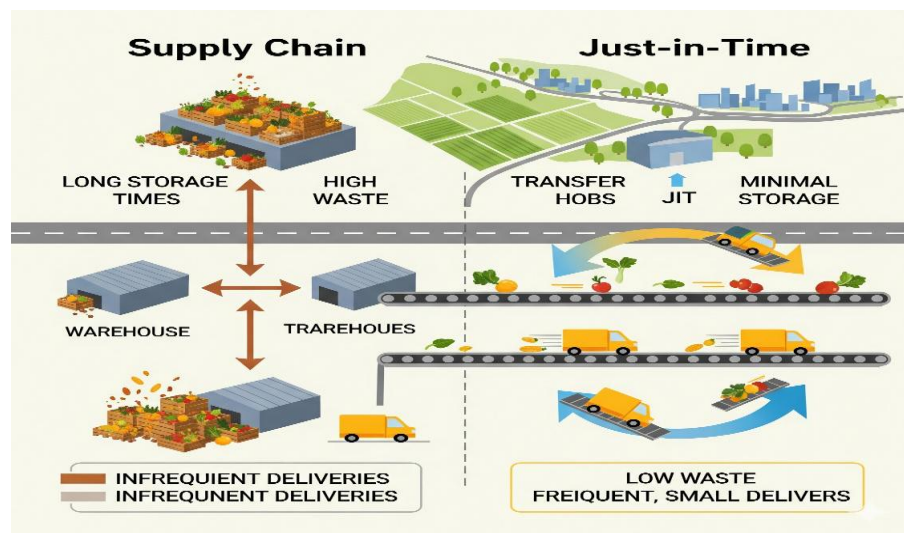 Supply Chain
Just-in-Time
LONG STORAGE
TIMES
HIGH
WASTE
TRANSFER
HOBS
JIT
MINIMAL
STORAGE
WAREHOUSE
TRAREHOUES
INFREQUIENT DELIVERIES
INFREQUNENT DELIVERIES
LOW WASTE
FREIQUENT, SMALL DELIVERS